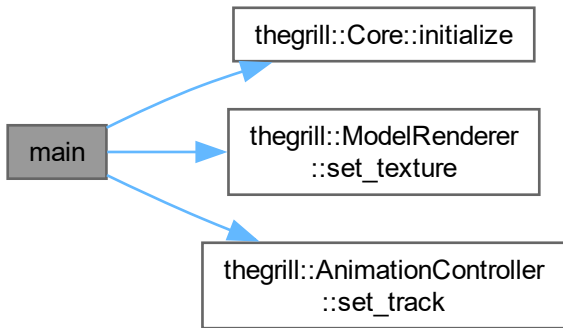 thegrill::Core::initialize
main
thegrill::ModelRenderer
::set_texture
thegrill::AnimationController
::set_track